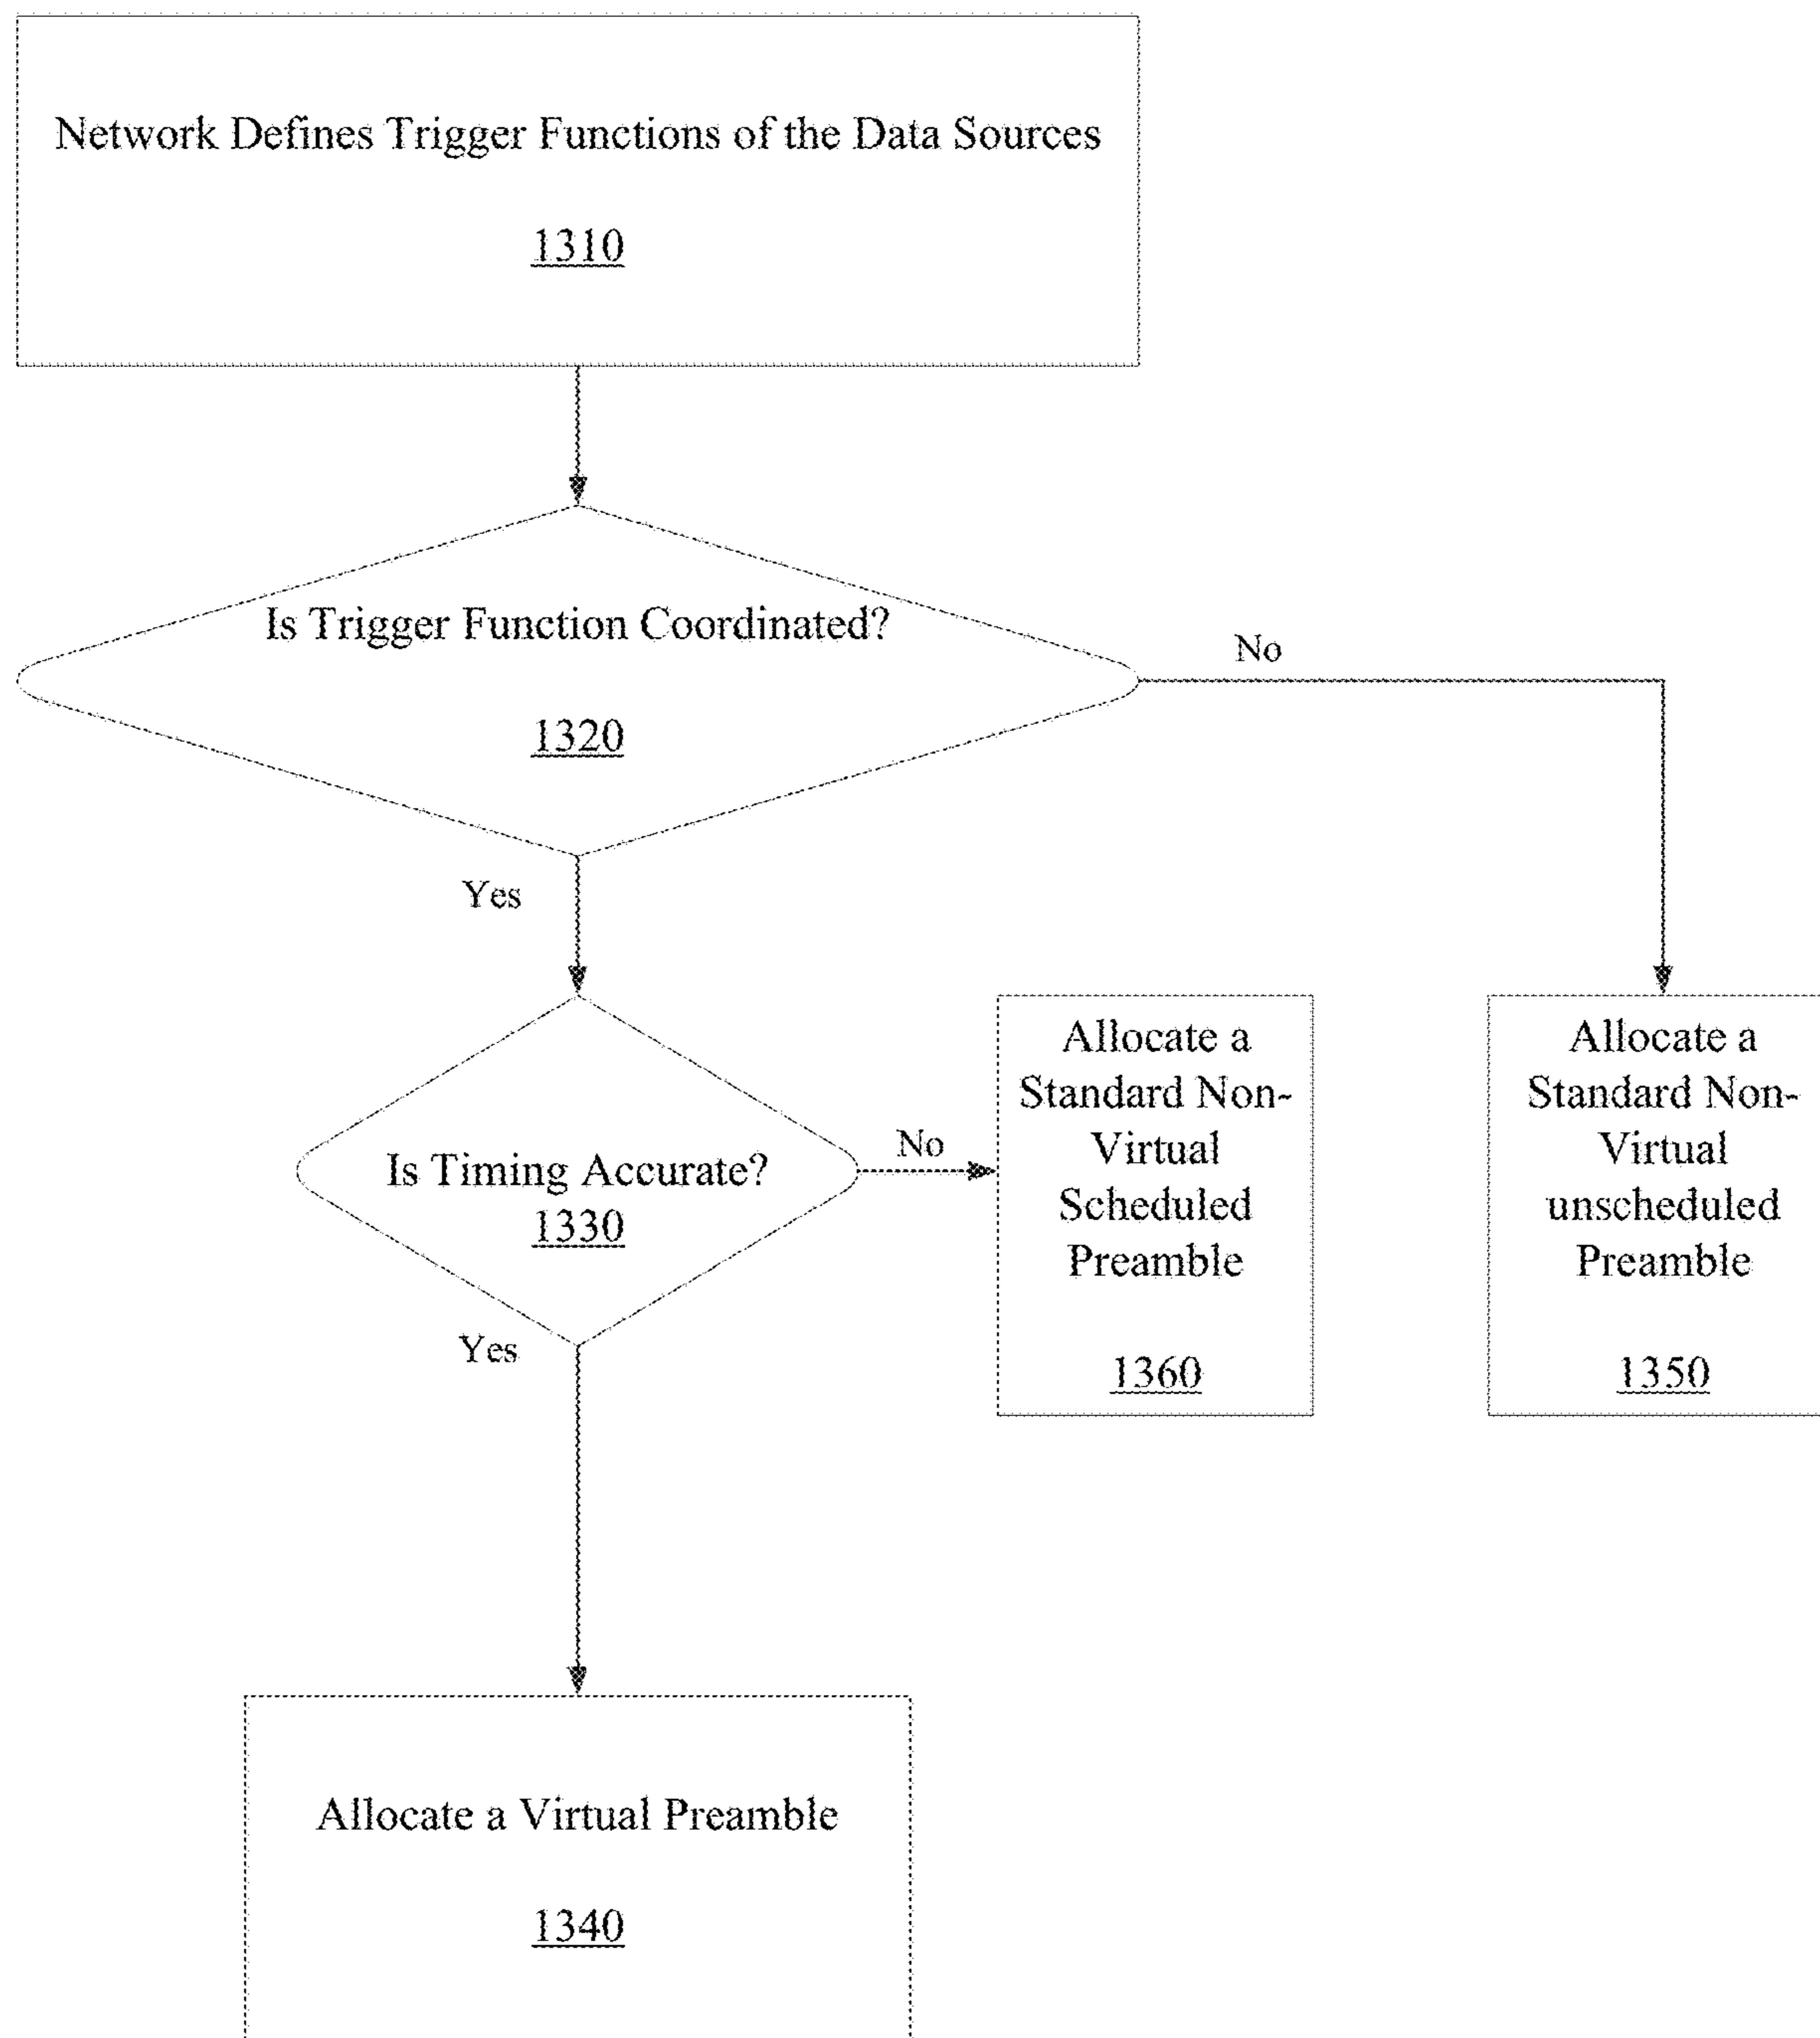 Network Defines Trigger Functions of the Data Sources
1310
Is Trigger Function Coordinated?
1320
No
Yes
Is Timing Accurate?
1330
No
Yes
Allocate a
Standard Non-
Virtual
Scheduled
Preamble
1360
Allocate a
Standard Non-
Virtual
unscheduled
Preamble
1350
Allocate a Virtual Preamble
1340